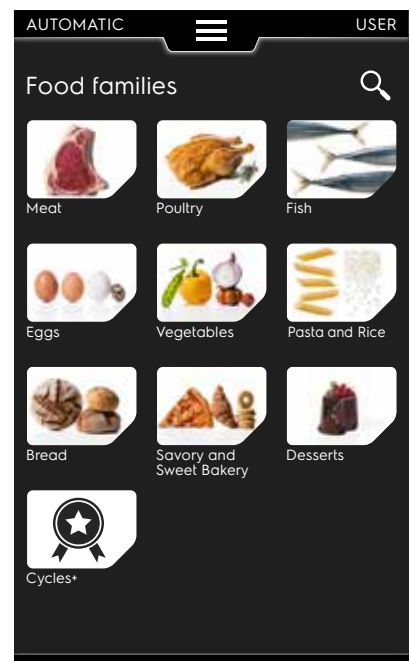 AUTOMATIC
USER
Food families
Meat
Poultry
Fish
Eggs
Vegetables
Pasta and Rice
Bread
Savory and
Sweet Bakery
Desserts
Cycles+